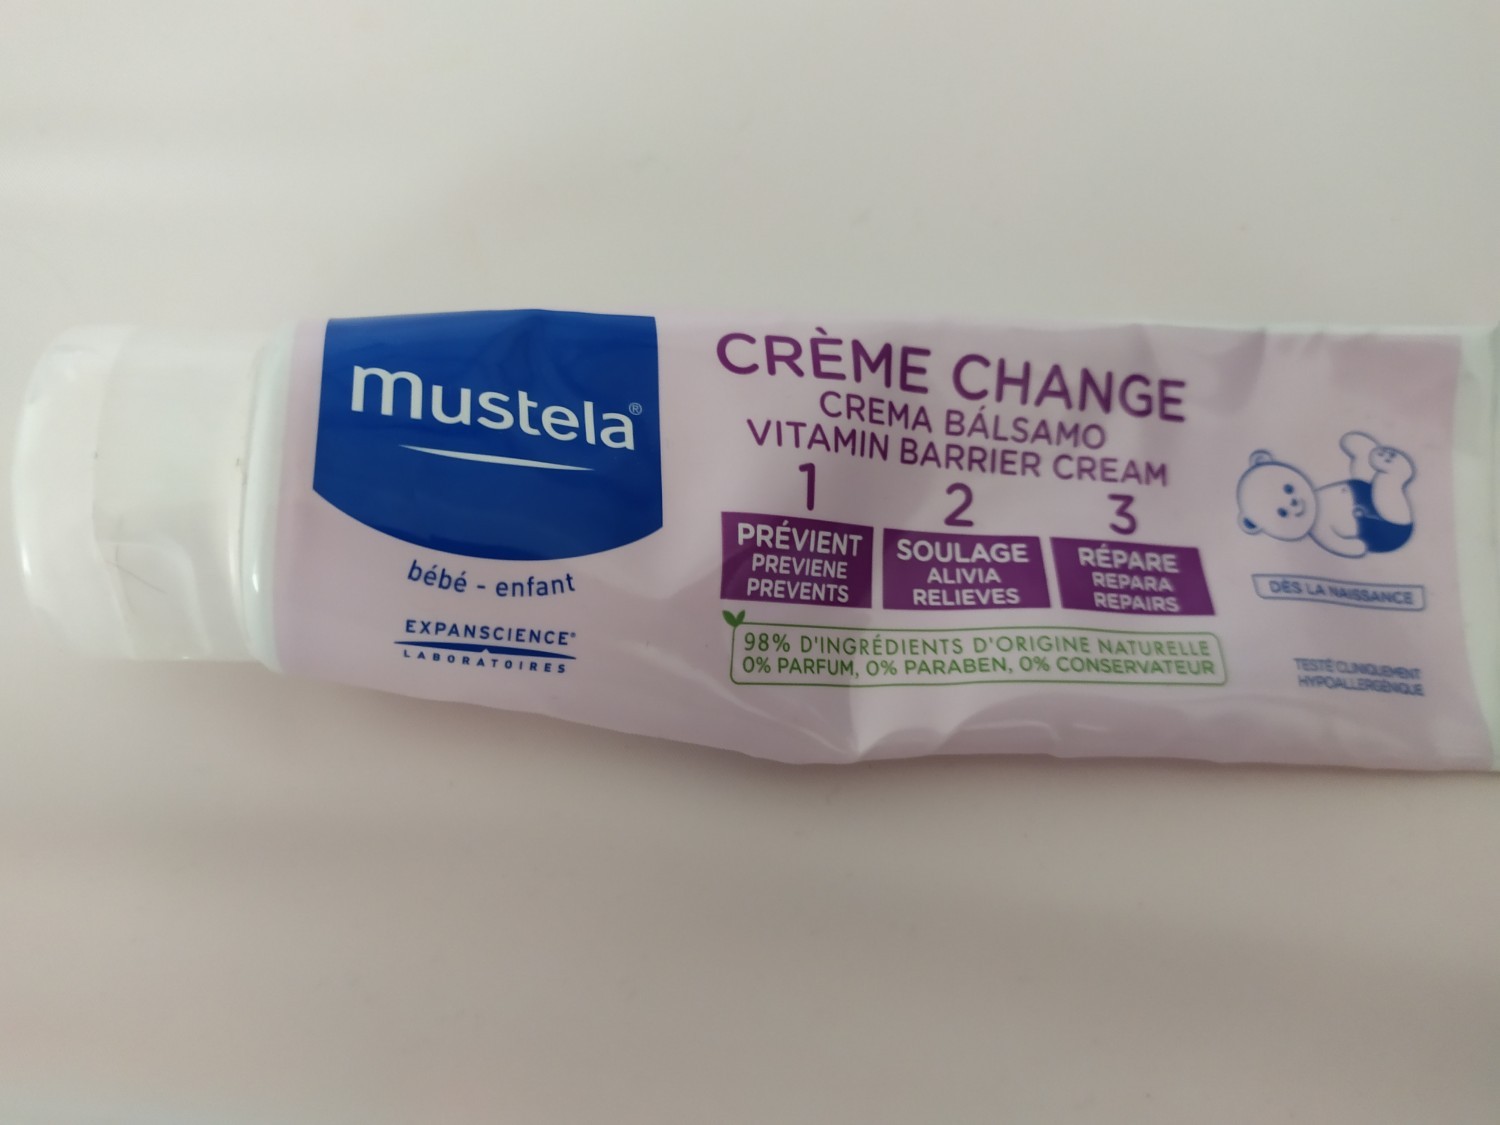 mustela®
bébé - enfant
EXPANSCIENCE®
LABORATOIRES
CRÈME CHANGE
CREMA BÁLSAMO
VITAMIN BARRIER CREAM
1
PRÉVIENT
PREVIENE
PREVENTS
2
SOULAGE
ALIVIA
RELIEVES
3
RÉPARE
REPARA
REPAIRS
98% D'INGRÉDIENTS D'ORIGINE NATURELLE
0% PARFUM, 0% PARABEN, 0% CONSERVATEUR
DÈS LA NAISSANCE
TESTÉ CLINIQUEMENT
HYPOALLERGÉNIQUE